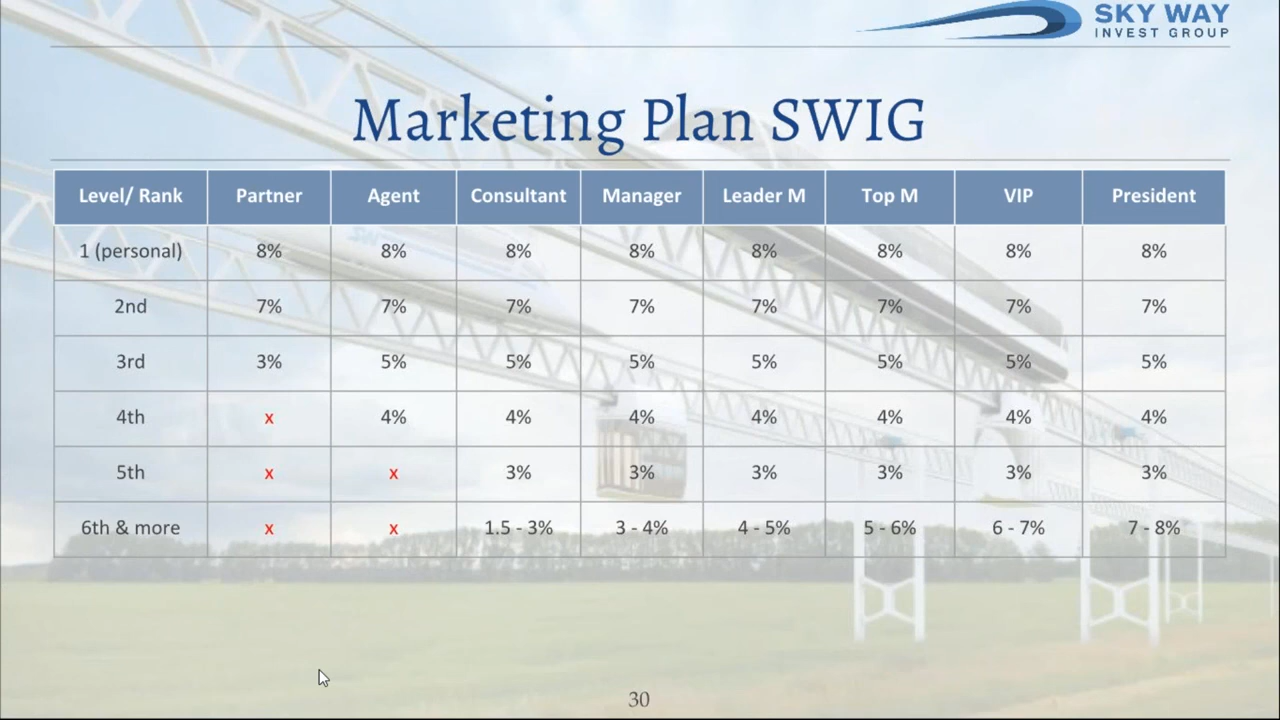 SKY WAY
INVEST GROUP
Marketing Plan SWIG
Level/ Rank Partner Agent Consultant Manager Leader M Top M VIP President
1 (personal) 8% 8% 8% 8% 8% 8% 8% 8%
2nd 7% 7% 7% 7% 7% 7% 7% 7%
3rd 3% 5% 5% 5% 5% 5% 5% 5%
4th x 4% 4% 4% 4% 4% 4% 4%
5th x x 3% 3% 3% 3% 3% 3%
6th & more x x 1.5 - 3% 3 - 4% 4 - 5% 5 - 6% 6 - 7% 7 - 8%
30